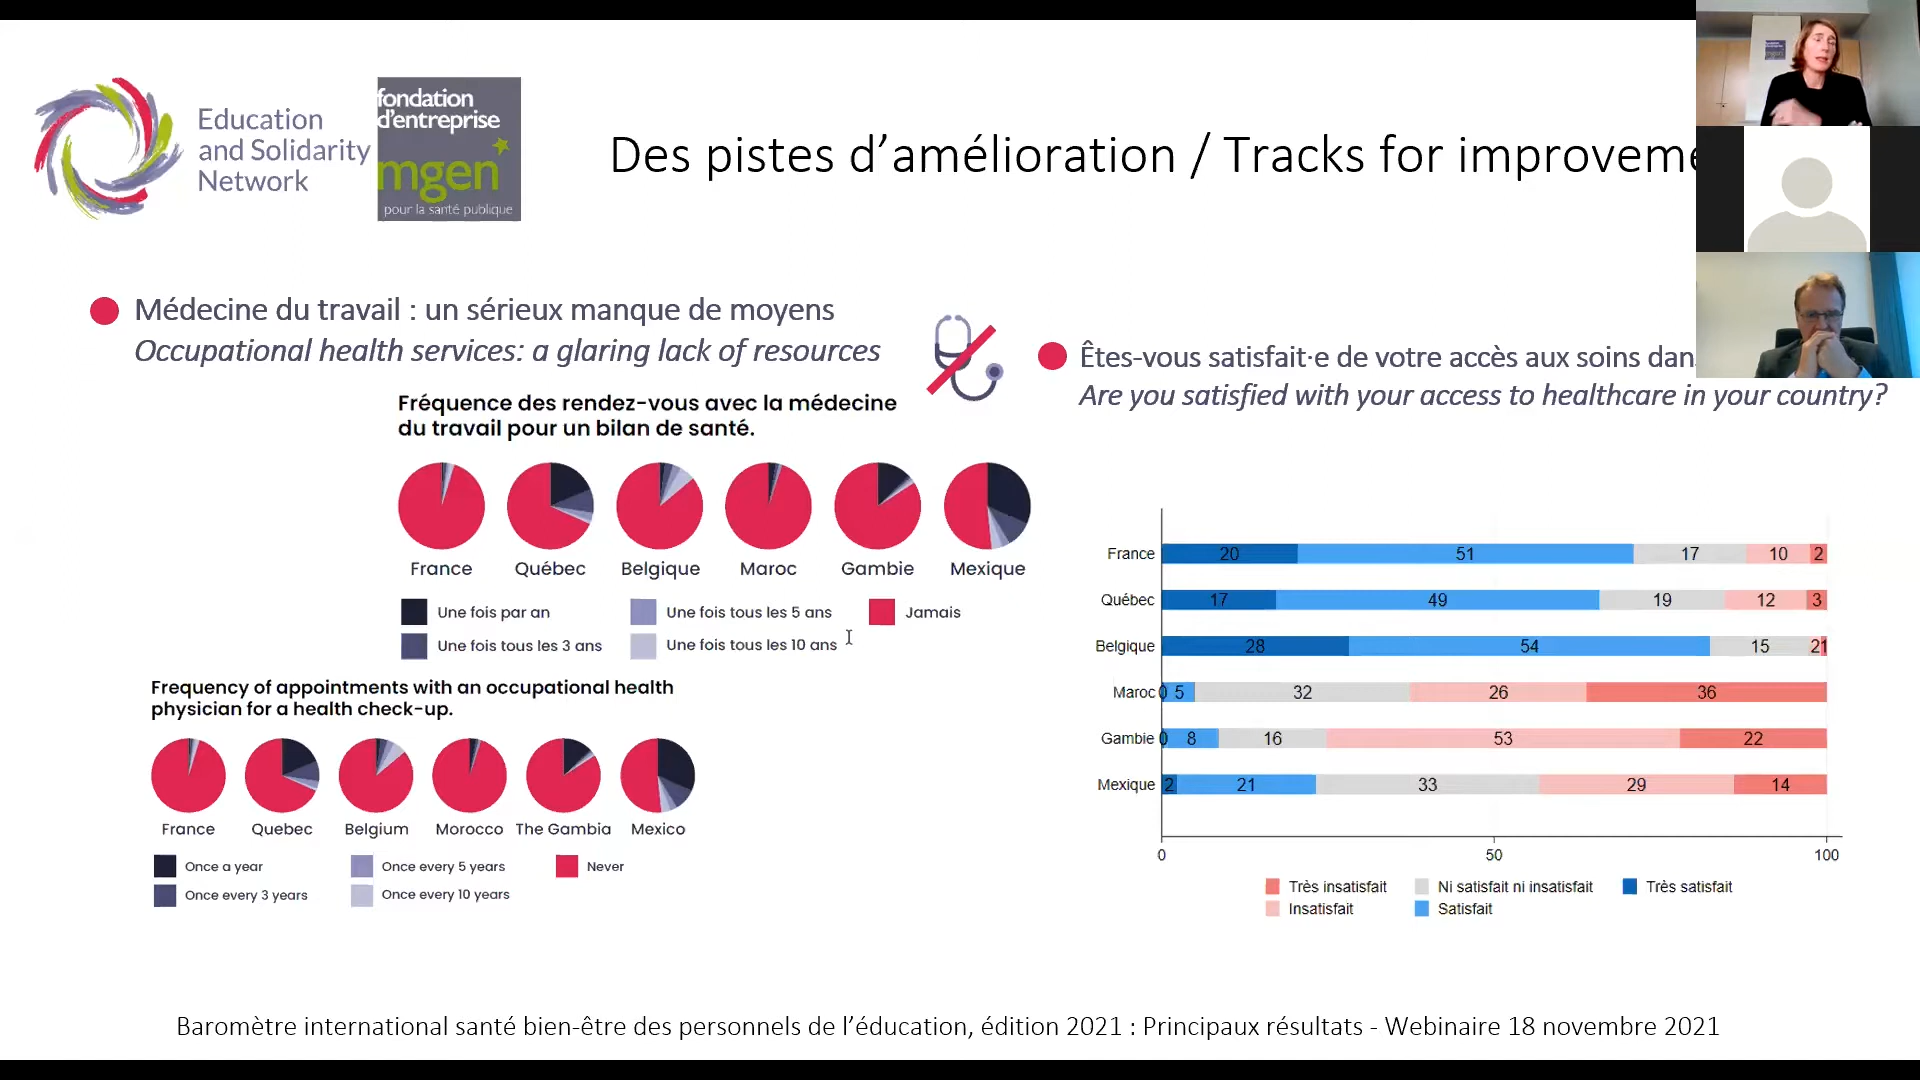 Education
and Solidarity
Network
fondation
d'entreprise
mgen
pour la santé publique
Des pistes d'amélioration / Tracks for improveme
Médecine du travail : un sérieux manque de moyens
Occupational health services: a glaring lack of resources
Êtes-vous satisfait·e de votre accès aux soins dan
Are you satisfied with your access to healthcare in your country?
Fréquence des rendez-vous avec la médecine
du travail pour un bilan de santé.
France Québec Belgique Maroc Gambie Mexique
Une fois par an Une fois tous les 5 ans Jamais
Une fois tous les 3 ans Une fois tous les 10 ans
Frequency of appointments with an occupational health
physician for a health check-up.
France Quebec Belgium Morocco The Gambia Mexico
Once a year Once every 5 years Never
Once every 3 years Once every 10 years
France 20 51 17 10 2
Québec 17 49 19 12 3
Belgique 28 54 15 2 1
Maroc 0 5 32 26 36
Gambie 0 8 16 53 22
Mexique 2 21 33 29 14
0 50 100
Très insatisfait Ni satisfait ni insatisfait Très satisfait
Insatisfait Satisfait
Baromètre international santé bien-être des personnels de l'éducation, édition 2021 : Principaux résultats - Webinaire 18 novembre 2021